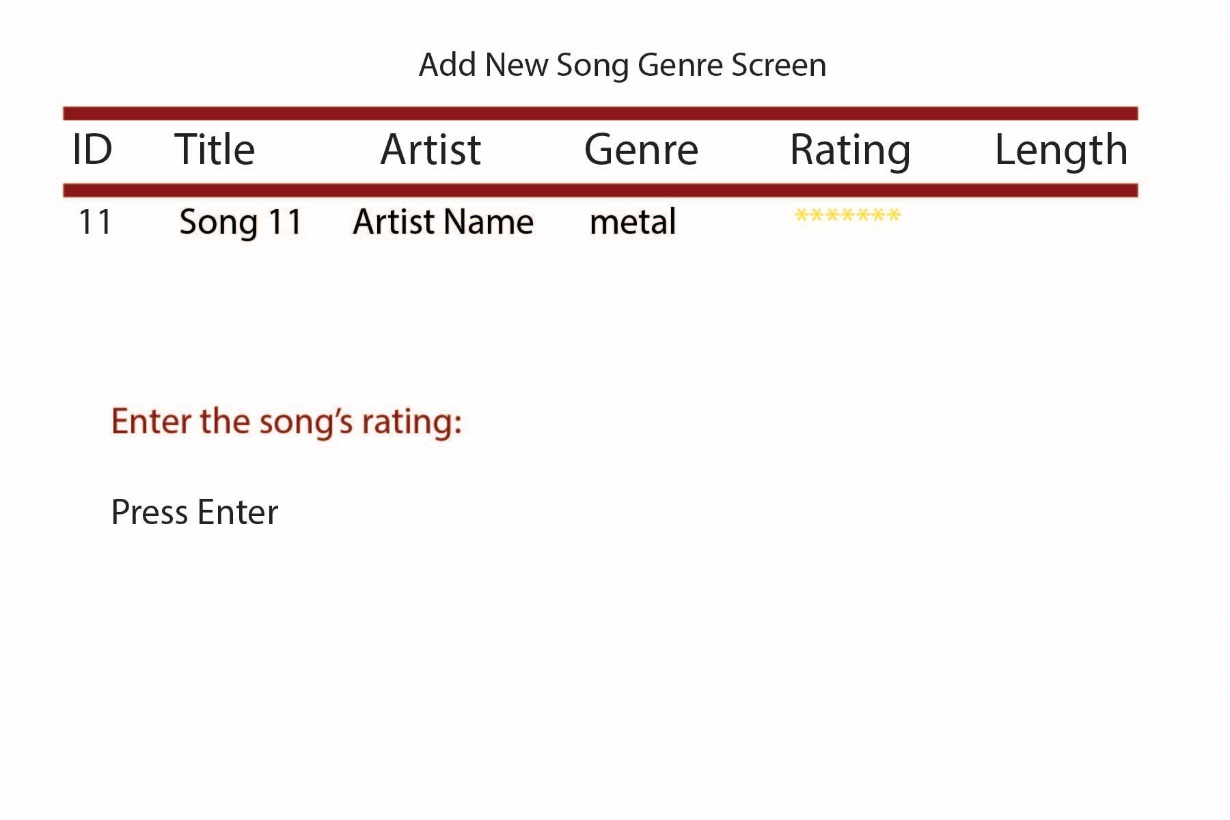 Add New Song Genre Screen
ID Title Artist Genre Rating Length
11 Song 11 Artist Name metal *******
Enter the song’s rating:
Press Enter